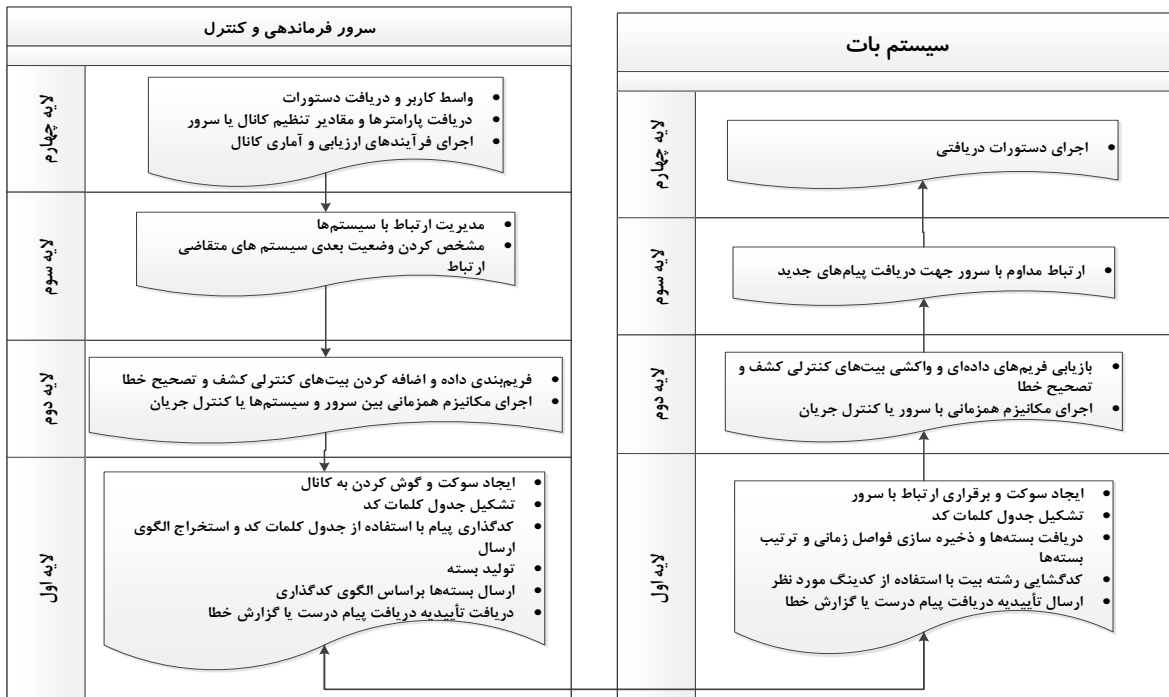 سرور فرماندهی و کنترل
لایه چهارم
واسط کاربر و دریافت دستورات
دریافت پارامترها و مقادیر تنظیم کانال یا سرور
اجرای فرآیندهای ارزیابی و آماری کانال
لایه سوم
مدیریت ارتباط با سیستم‌ها
مشخص کردن وضعیت بعدی سیستم های متقاضی
ارتباط
لایه دوم
فریم‌بندی داده و اضافه کردن بیت‌های کنترلی کشف و تصحیح خطا
اجرای مکانیزم همزمانی بین سرور و سیستم‌ها یا کنترل جریان
لایه اول
ایجاد سوکت و گوش کردن به کانال
تشکیل جدول کلمات کد
کدگذاری پیام با استفاده از جدول کلمات کد و استخراج الگوی
ارسال
تولید بسته
ارسال بسته‌ها براساس الگوی کدگذاری
دریافت تأییدیه دریافت پیام درست یا گزارش خطا
سیستم بات
لایه چهارم
اجرای دستورات دریافتی
لایه سوم
ارتباط مداوم با سرور جهت دریافت پیام‌های جدید
لایه دوم
بازیابی فریم‌های داده‌ای و واکشی بیت‌های کنترلی کشف و
تصحیح خطا
اجرای مکانیزم همزمانی با سرور یا کنترل جریان
لایه اول
ایجاد سوکت و برقراری ارتباط با سرور
تشکیل جدول کلمات کد
دریافت بسته‌ها و ذخیره سازی فواصل زمانی و ترتیب
بسته‌ها
کدگشایی رشته بیت با استفاده از کدینگ مورد نظر
ارسال تأییدیه دریافت پیام درست یا گزارش خطا